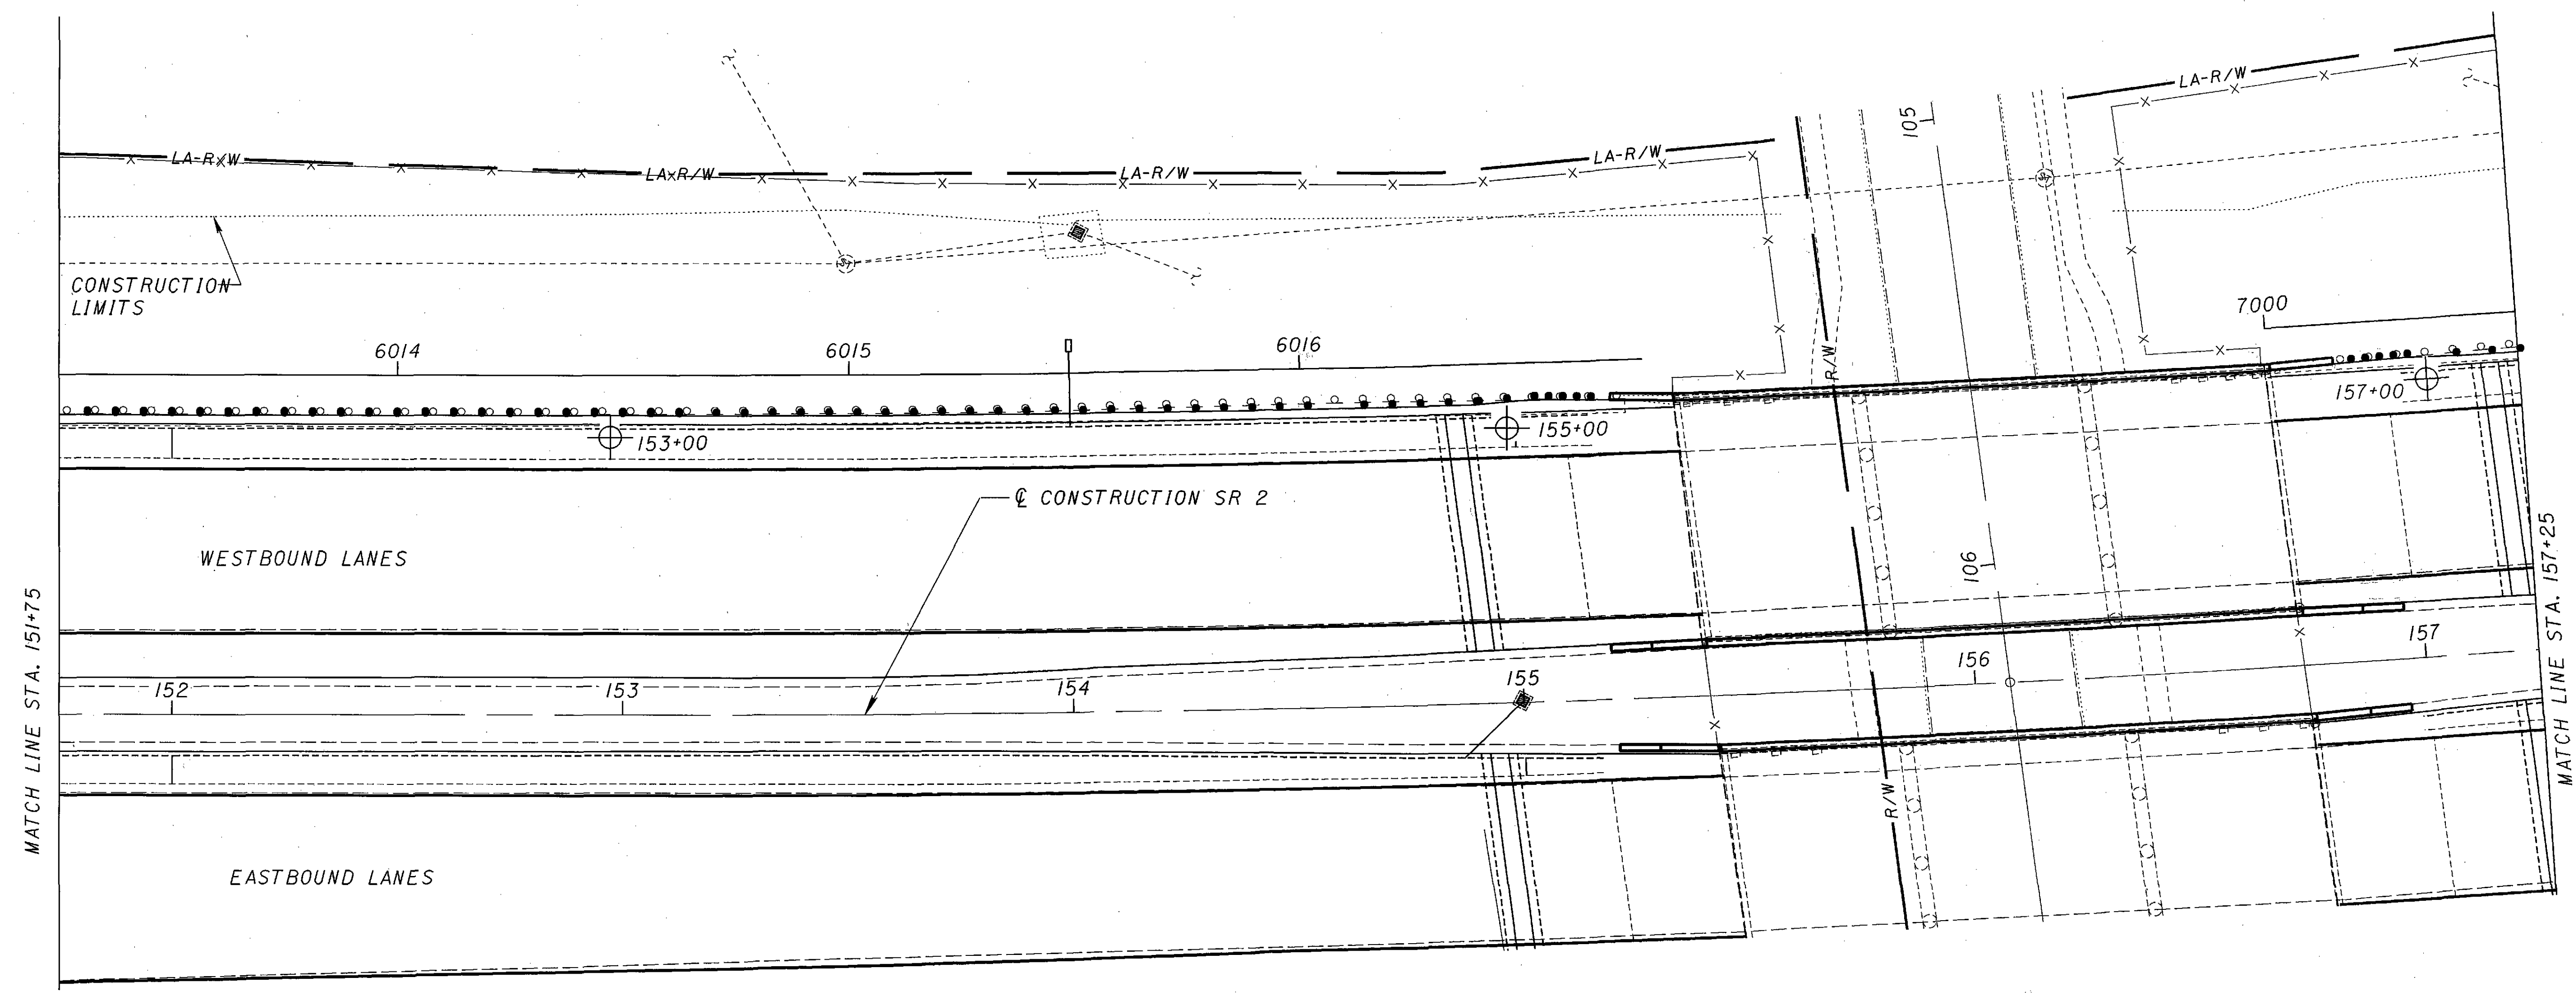 LA-R/W
LA-R/W
LA-R/W
LA-R/W
LA-R/W
105
ST
ST
CONSTRUCTION
LIMITS
7000
6014
6015
6016
R/W
153+00
155+00
157+00
℄ CONSTRUCTION SR 2
WESTBOUND LANES
106
MATCH LINE STA. 151+75
MATCH LINE STA. 157+25
152
153
154
155
156
157
R/W
EASTBOUND LANES